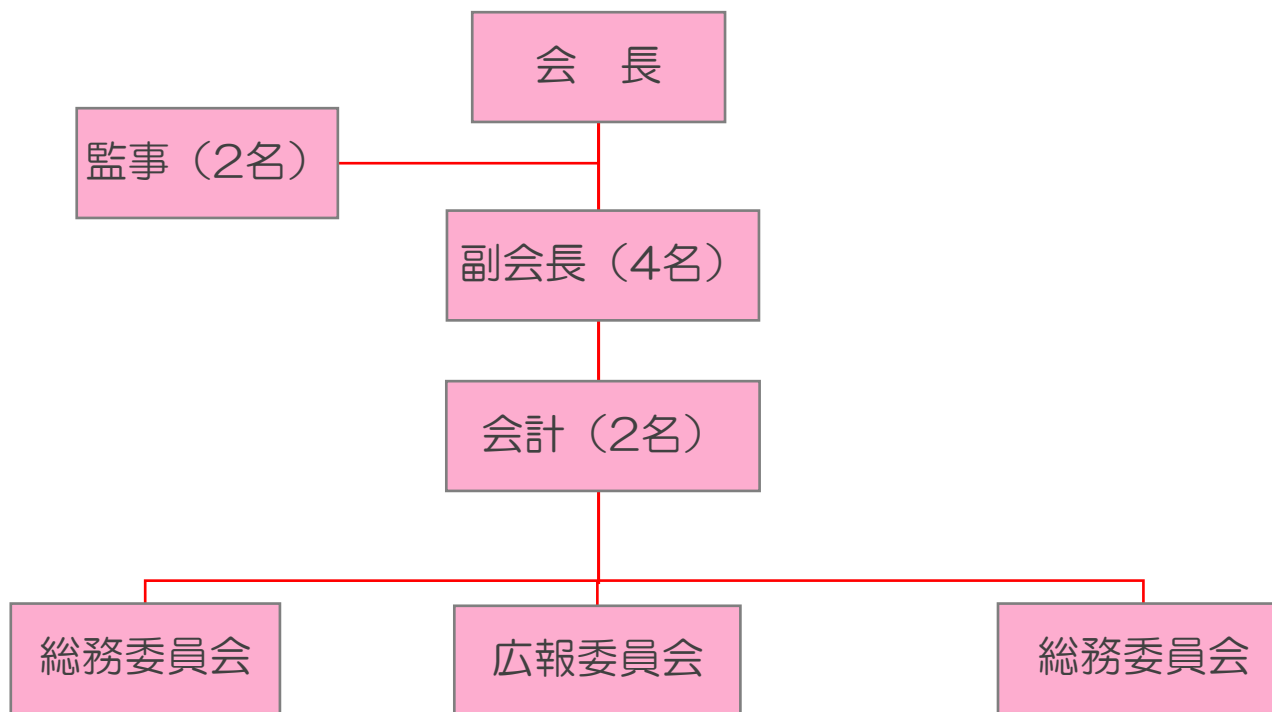 会　長
監事（2名）
副会長（4名）
会計（2名）
総務委員会
広報委員会
総務委員会